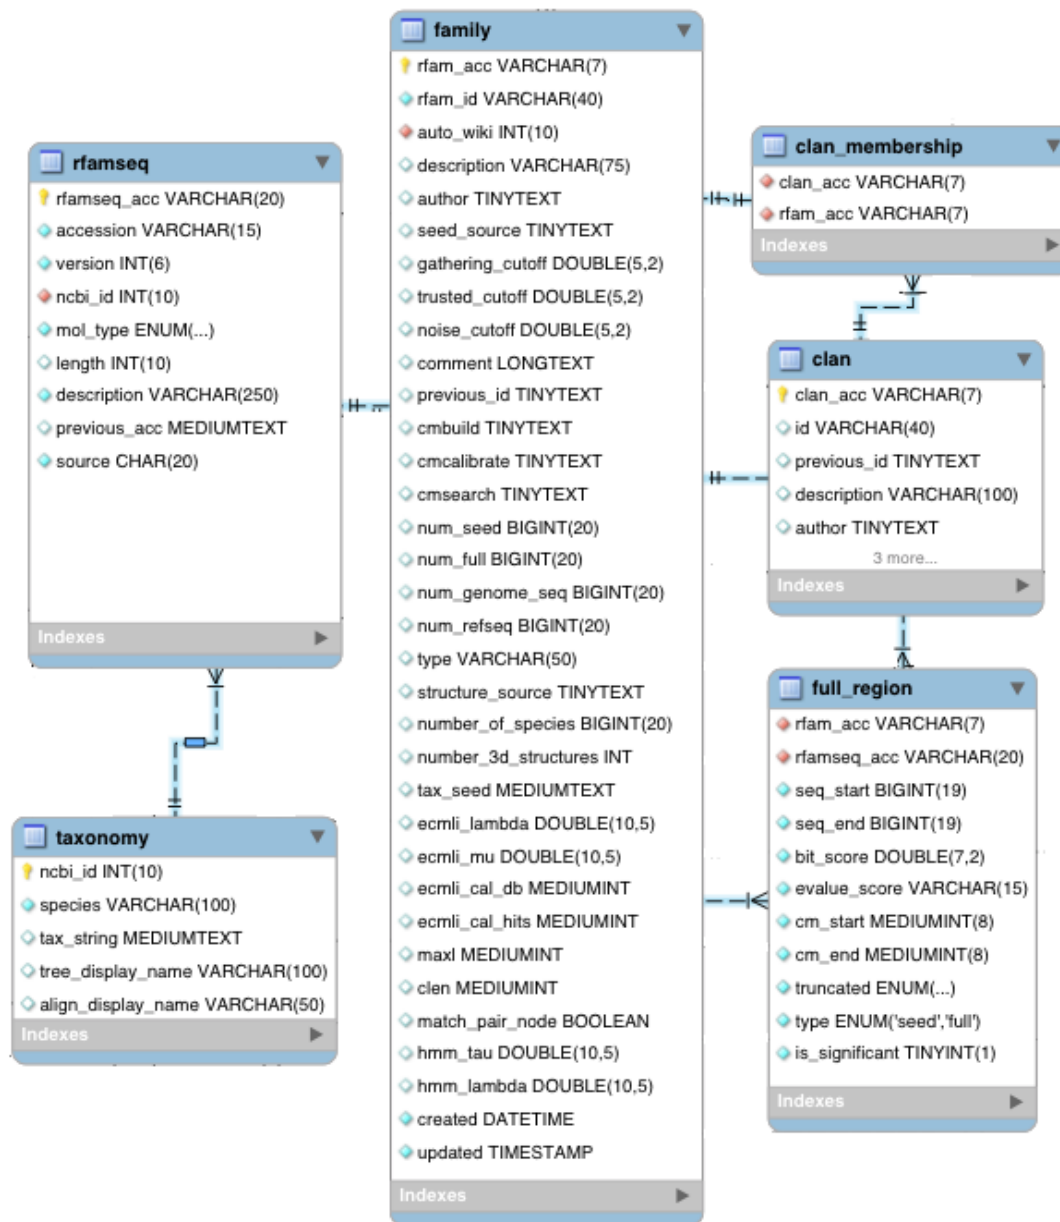 family
rfam_acc VARCHAR(7)
rfam_id VARCHAR(40)
auto_wiki INT(10)
description VARCHAR(75)
author TINYTEXT
seed_source TINYTEXT
gathering_cutoff DOUBLE(5,2)
trusted_cutoff DOUBLE(5,2)
noise_cutoff DOUBLE(5,2)
comment LONGTEXT
previous_id TINYTEXT
cmbuild TINYTEXT
cmcalibrate TINYTEXT
cmsearch TINYTEXT
num_seed BIGINT(20)
num_full BIGINT(20)
num_genome_seq BIGINT(20)
num_refseq BIGINT(20)
type VARCHAR(50)
structure_source TINYTEXT
number_of_species BIGINT(20)
number_3d_structures INT
tax_seed MEDIUMTEXT
ecmli_lambda DOUBLE(10,5)
ecmli_mu DOUBLE(10,5)
ecmli_cal_db MEDIUMINT
ecmli_cal_hits MEDIUMINT
maxl MEDIUMINT
clen MEDIUMINT
match_pair_node BOOLEAN
hmm_tau DOUBLE(10,5)
hmm_lambda DOUBLE(10,5)
created DATETIME
updated TIMESTAMP
Indexes
rfamseq
rfamseq_acc VARCHAR(20)
accession VARCHAR(15)
version INT(6)
ncbi_id INT(10)
mol_type ENUM(...)
length INT(10)
description VARCHAR(250)
previous_acc MEDIUMTEXT
source CHAR(20)
Indexes
taxonomy
ncbi_id INT(10)
species VARCHAR(100)
tax_string MEDIUMTEXT
tree_display_name VARCHAR(100)
align_display_name VARCHAR(50)
Indexes
clan_membership
clan_acc VARCHAR(7)
rfam_acc VARCHAR(7)
Indexes
clan
clan_acc VARCHAR(7)
id VARCHAR(40)
previous_id TINYTEXT
description VARCHAR(100)
author TINYTEXT
3 more...
Indexes
full_region
rfam_acc VARCHAR(7)
rfamseq_acc VARCHAR(20)
seq_start BIGINT(19)
seq_end BIGINT(19)
bit_score DOUBLE(7,2)
evalue_score VARCHAR(15)
cm_start MEDIUMINT(8)
cm_end MEDIUMINT(8)
truncated ENUM(...)
type ENUM('seed','full')
is_significant TINYINT(1)
Indexes